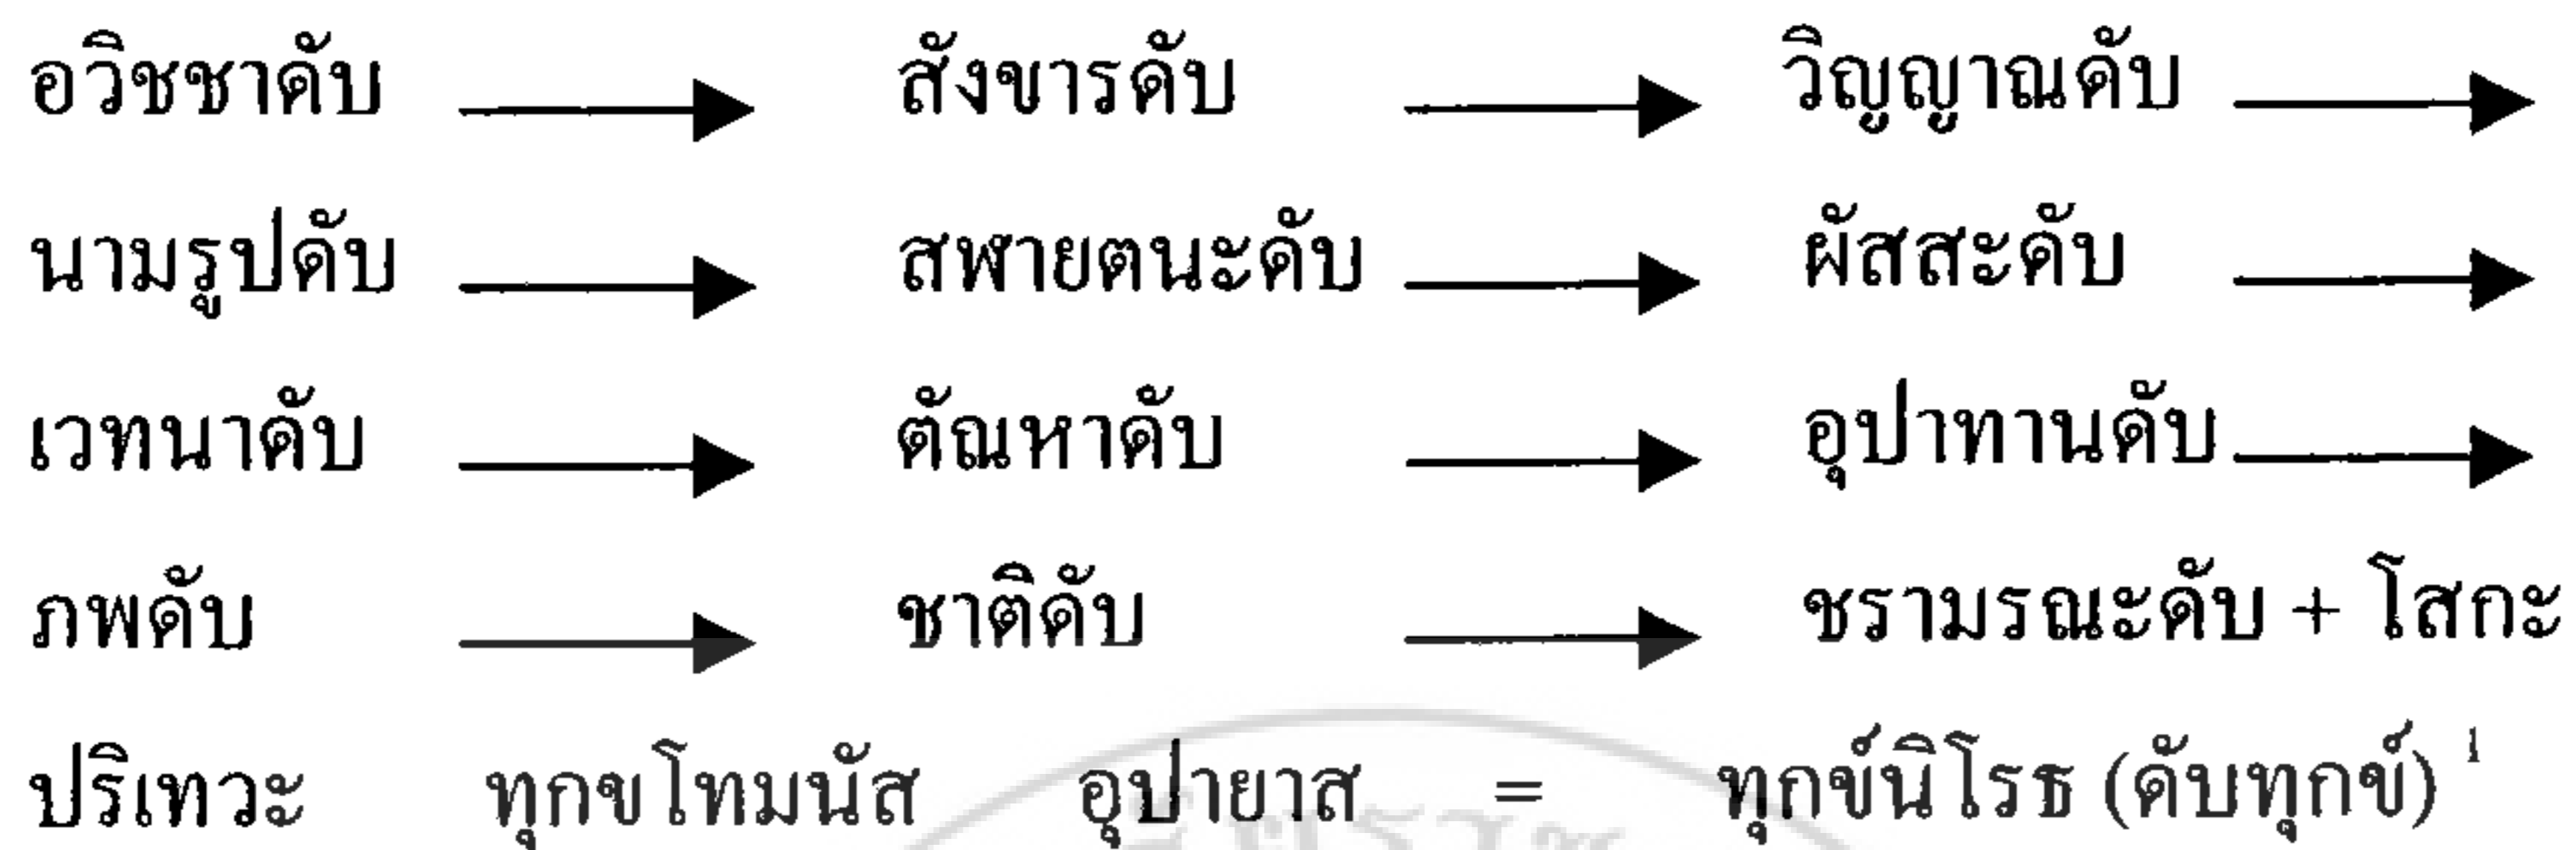 อวิชชาดับ → สังขารดับ → วิญญาณดับ →
นามรูปดับ → สฬายตนะดับ → ผัสสะดับ →
เวทนาดับ → ตัณหาดับ → อุปาทานดับ →
ภพดับ → ชาติดับ → ชรามรณะดับ + โสกะ
ปริเทวะ ทุกขโทมนัส อุปายาส = ทุกข์นิโรธ (ดับทุกข์) 1